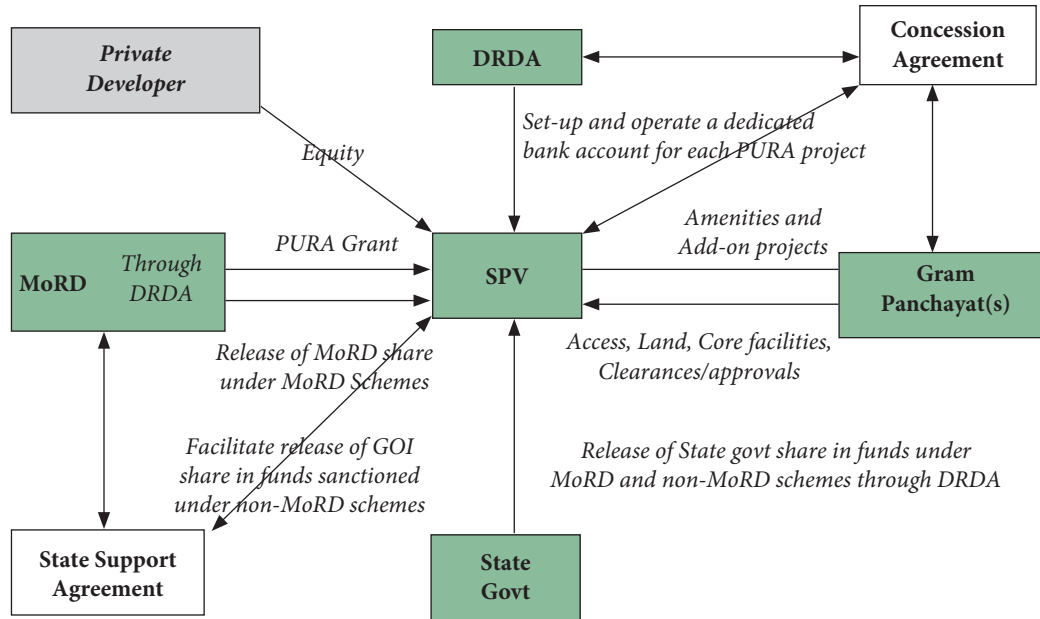 Private
Developer
DRDA
Concession
Agreement
Set-up and operate a dedicated
bank account for each PURA project
Equity
MoRD
Through
DRDA
PURA Grant
SPV
Amenities and
Add-on projects
Gram
Panchayat(s)
Release of MoRD share
under MoRD Schemes
Access, Land, Core facilities,
Clearances/approvals
Facilitate release of GOI
share in funds sanctioned
under non-MoRD schemes
Release of State govt share in funds under
MoRD and non-MoRD schemes through DRDA
State Support
Agreement
State
Govt